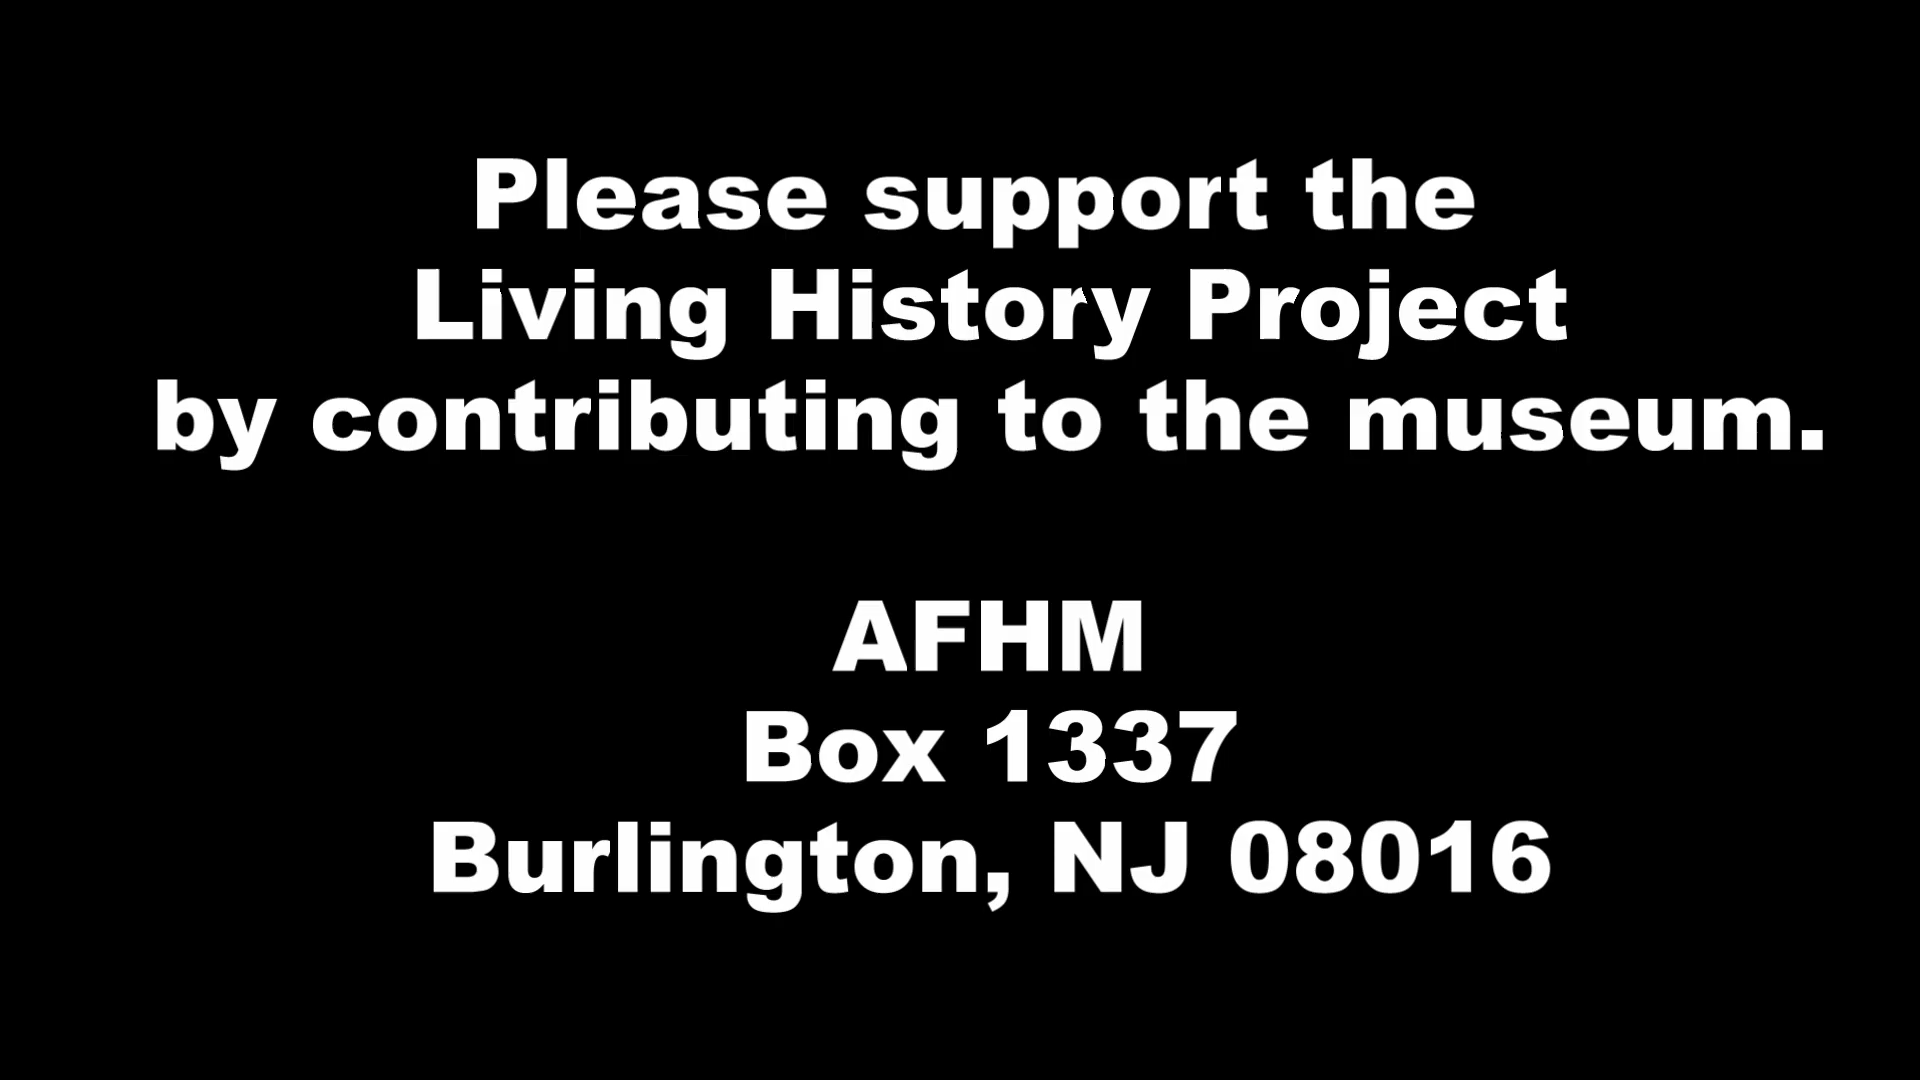 Please support the
Living History Project
by contributing to the museum.
AFHM
Box 1337
Burlington, NJ 08016